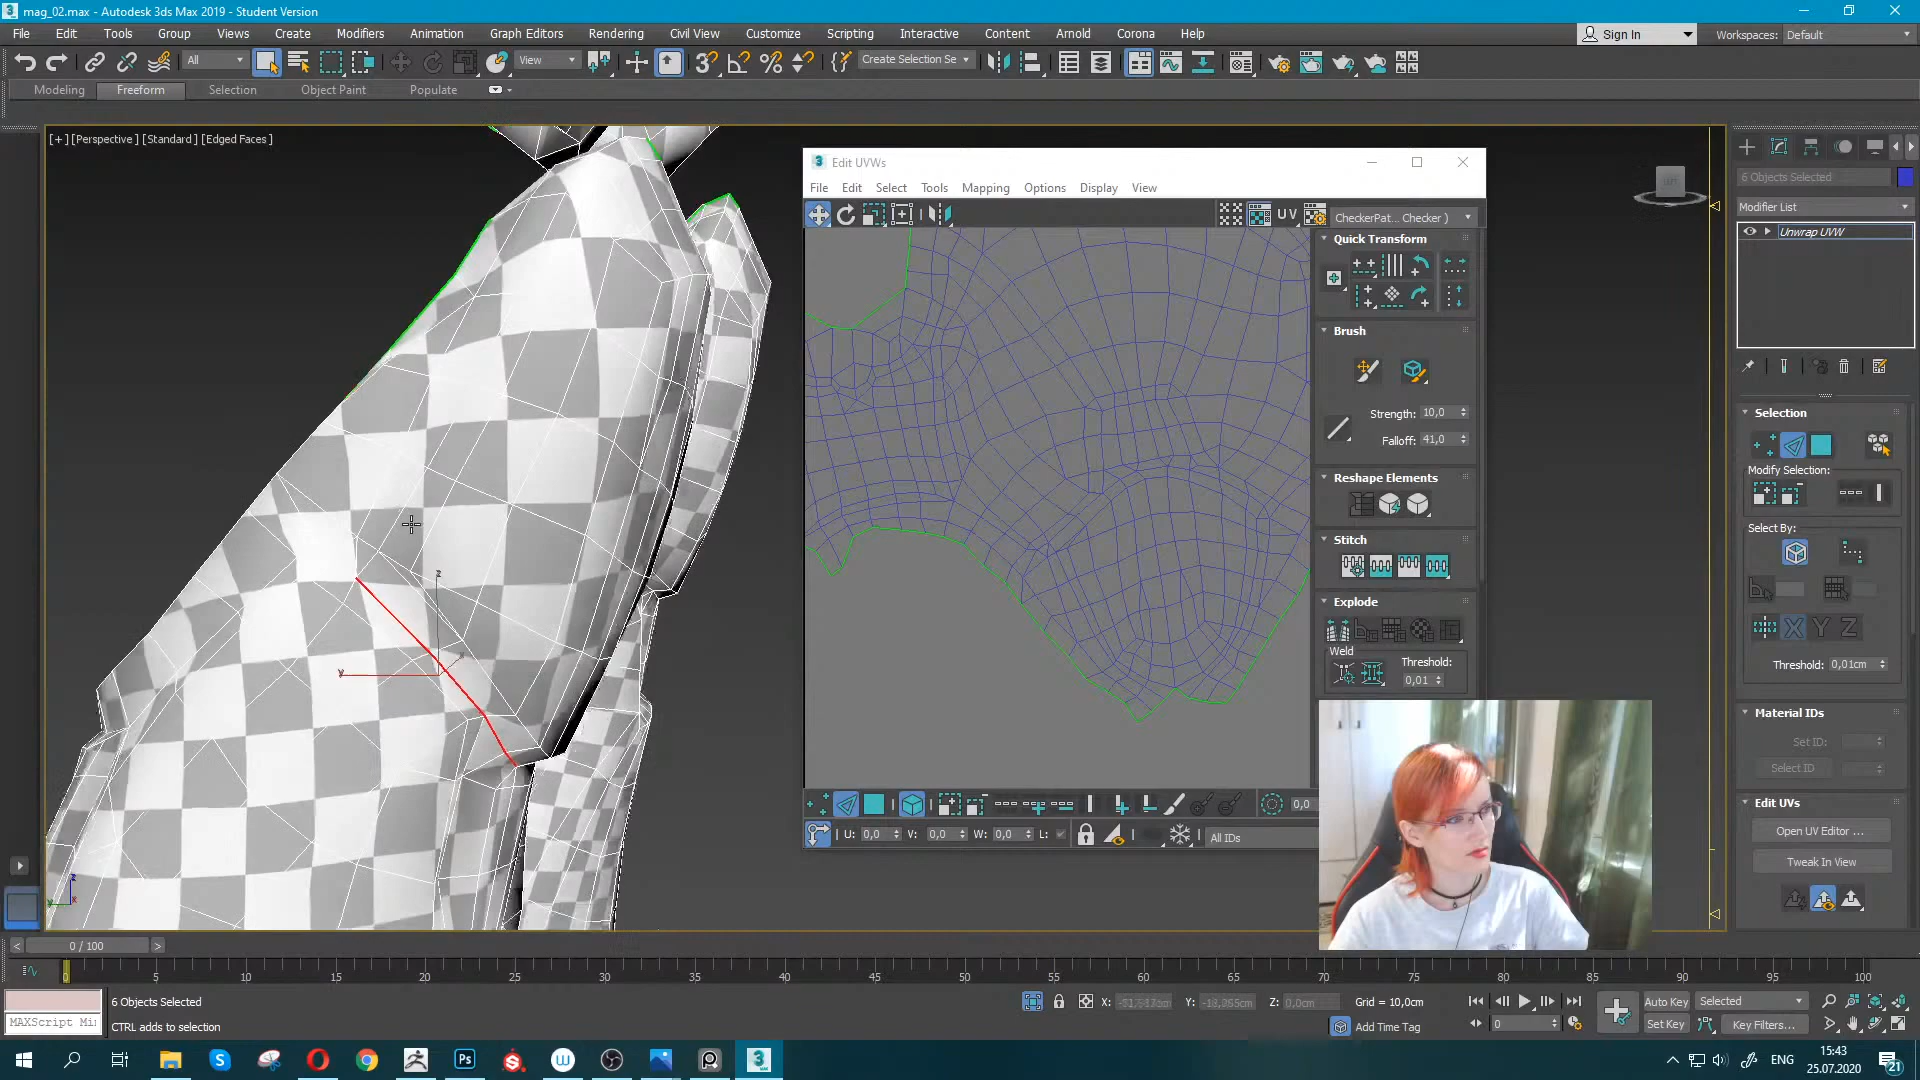 mag_02.max - Autodesk 3ds Max 2019 - Student Version
File Edit Tools Group Views Create Modifiers Animation Graph Editors Rendering Civil View Customize Scripting Interactive Content Arnold Corona Help
Sign In
Workspaces: Default
All
View
Create Selection Se
Modeling Freeform Selection Object Paint Populate
[+] [Perspective] [Standard] [Edged Faces]
z
y
x
z
y
x
Edit UVWs
File Edit Select Tools Mapping Options Display View
UV
CheckerPat... Checker )
Quick Transform
Brush
Strength: 10,0
Falloff: 41,0
Reshape Elements
Stitch
Explode
Weld
Threshold:
0,01
0,0
U: 0,0 V: 0,0 W: 0,0 L:
All IDs
6 Objects Selected
Modifier List
Unwrap UVW
Selection
Modify Selection:
Select By:
X Y Z
Threshold: 0,01cm
Material IDs
Set ID:
Select ID
Edit UVs
Open UV Editor ...
Tweak In View
< 0 / 100 >
0 5 10 15 20 25 30 35 40 45 50 55 60 65 70 75 80 85 90 95 100
MAXScript Mi
6 Objects Selected
CTRL adds to selection
X: Y: Z: 0,0cm
Grid = 10,0cm
Add Time Tag
0
Auto Key
Selected
Set Key
Key Filters...
Ps
ENG
15:43
25.07.2020
21